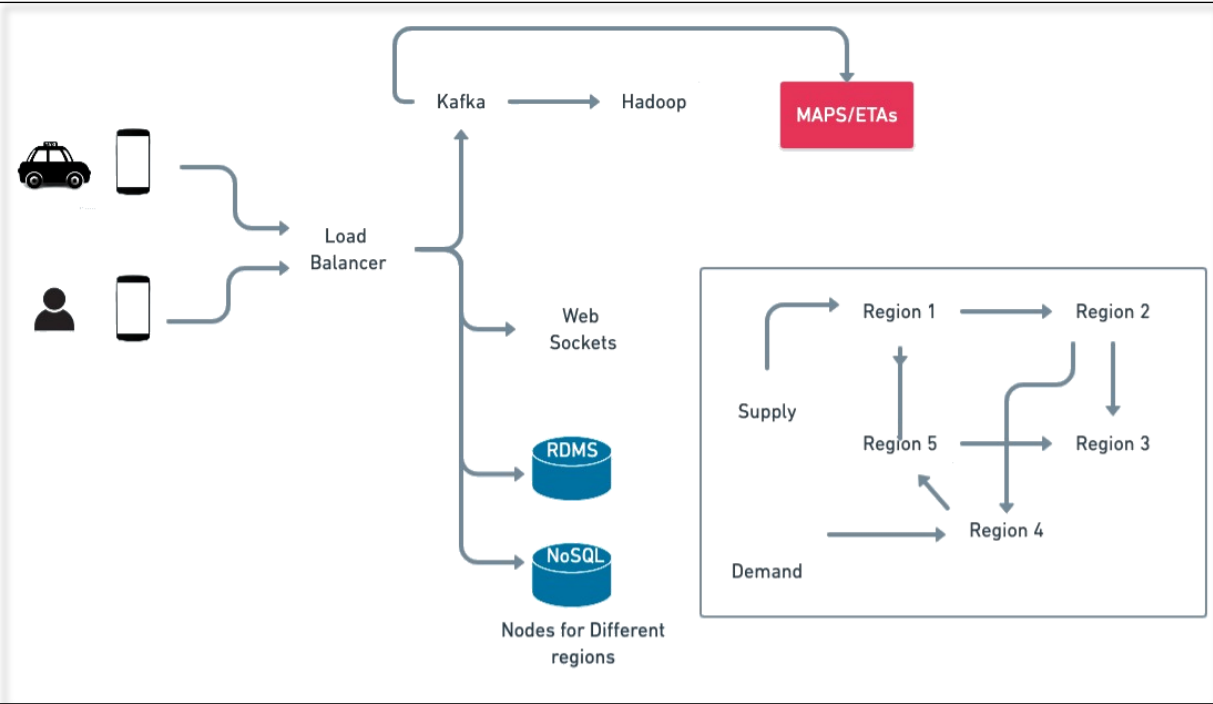 Kafka
Hadoop
MAPS/ETAs
Load
Balancer
Web
Sockets
RDMS
NoSQL
Nodes for Different
regions
Region 1
Region 2
Supply
Region 5
Region 3
Region 4
Demand